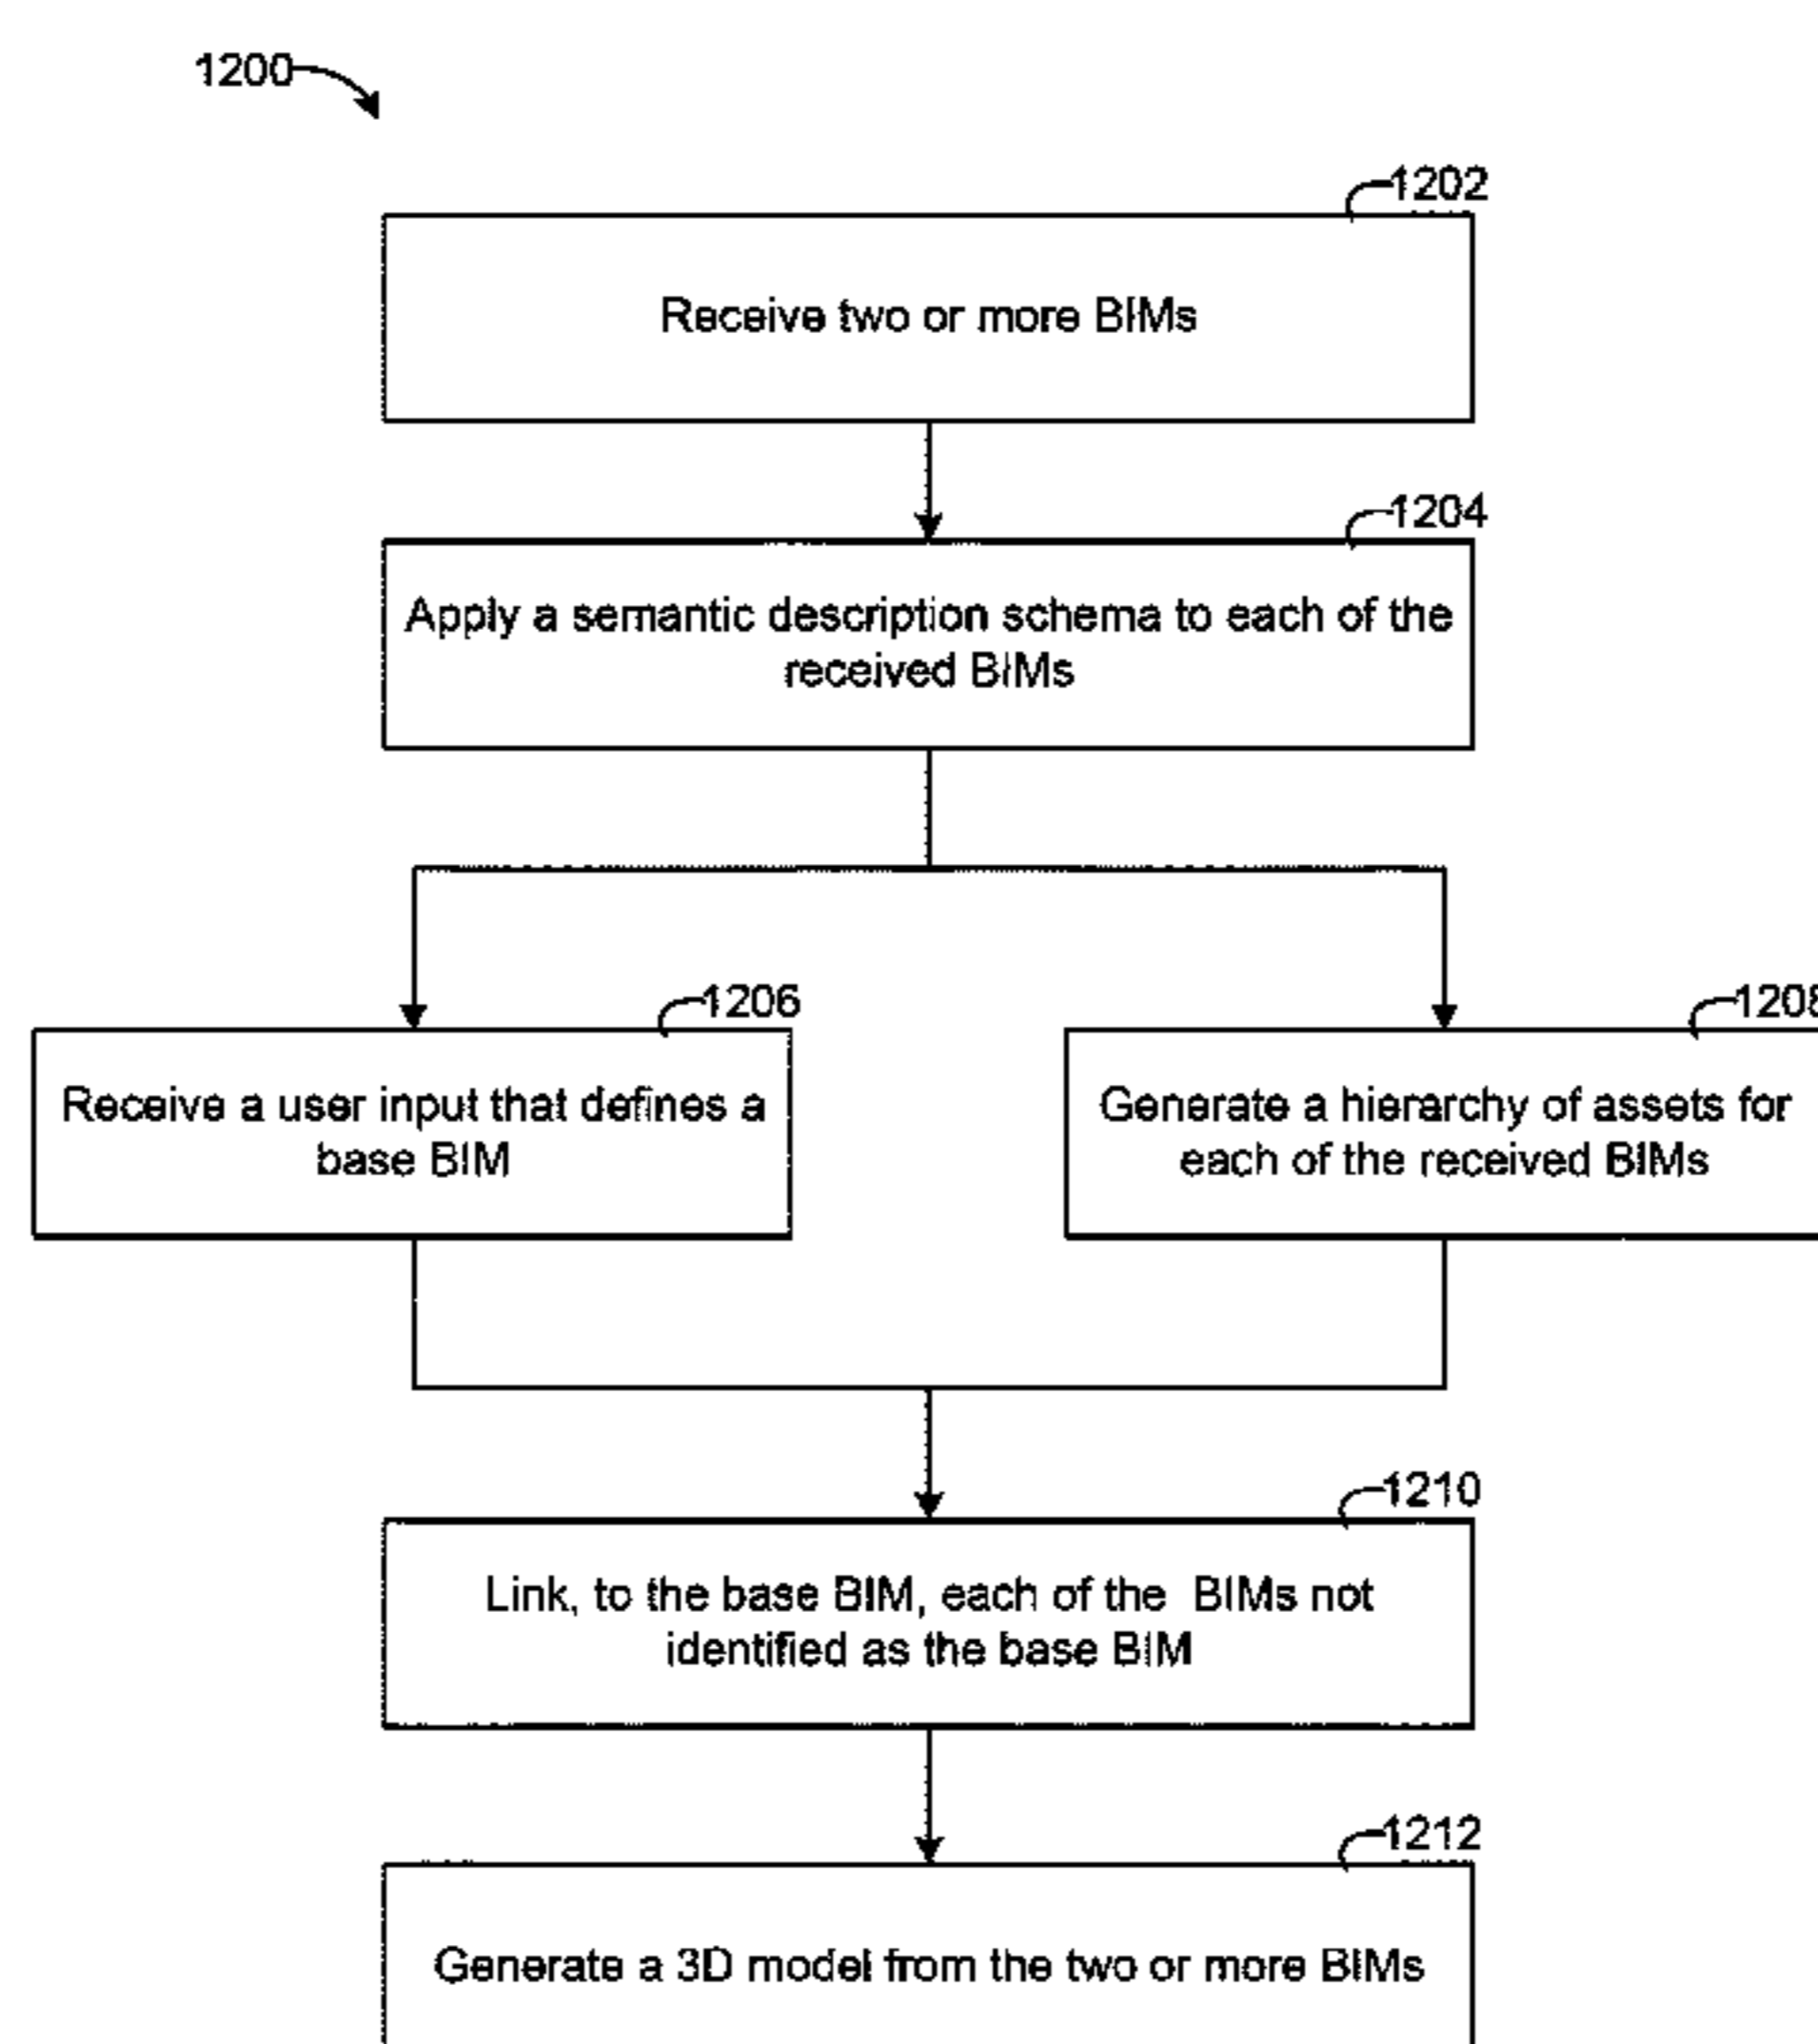 1200
1202
Receive two or more BIMs
1204
Apply a semantic description schema to each of the
received BIMs
1206
1208
Receive a user input that defines a
base BIM
Generate a hierarchy of assets for
each of the received BIMs
1210
Link, to the base BIM, each of the BIMs not
identified as the base BIM
1212
Generate a 3D model from the two or more BIMs